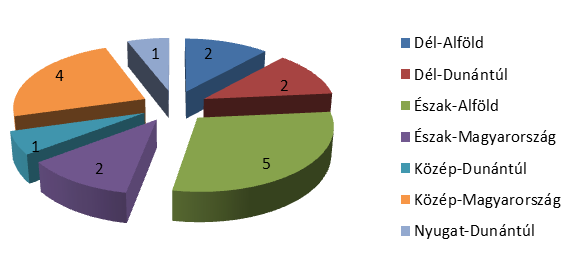 1
2
2
5
2
1
4
Dél-Alföld
Dél-Dunántúl
Észak-Alföld
Észak-Magyarország
Közép-Dunántúl
Közép-Magyarország
Nyugat-Dunántúl